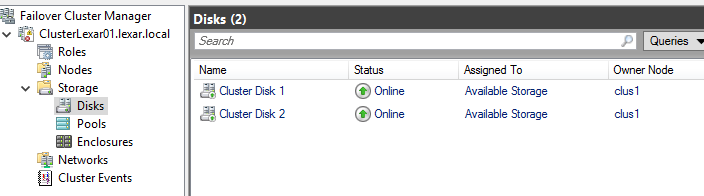 Failover Cluster Manager
ClusterLexar01.lexar.local
Roles
Nodes
Storage
Disks
Pools
Enclosures
Networks
Cluster Events
Disks (2)
Search
Queries
Name Status Assigned To Owner Node
Cluster Disk 1 Online Available Storage clus1
Cluster Disk 2 Online Available Storage clus1